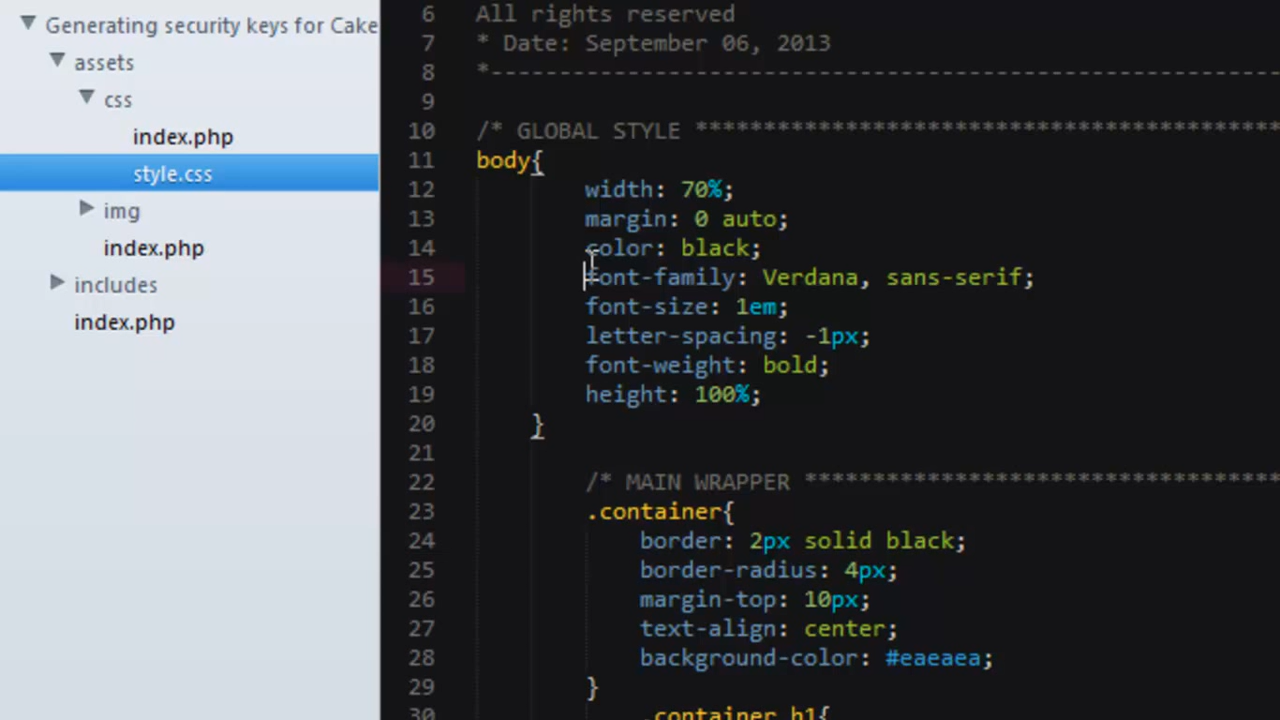 Generating security keys for Cake
assets
css
index.php
style.css
img
index.php
includes
index.php
6 All rights reserved
7 * Date: September 06, 2013
8 *----------------------------------------------------------
9
10 /* GLOBAL STYLE *******************************************
11 body{
12 width: 70%;
13 margin: 0 auto;
14 color: black;
15 font-family: Verdana, sans-serif;
16 font-size: 1em;
17 letter-spacing: -1px;
18 font-weight: bold;
19 height: 100%;
20 }
21
22 /* MAIN WRAPPER ***********************************
23 .container{
24 border: 2px solid black;
25 border-radius: 4px;
26 margin-top: 10px;
27 text-align: center;
28 background-color: #eaeaea;
29 }
30 .container h1{